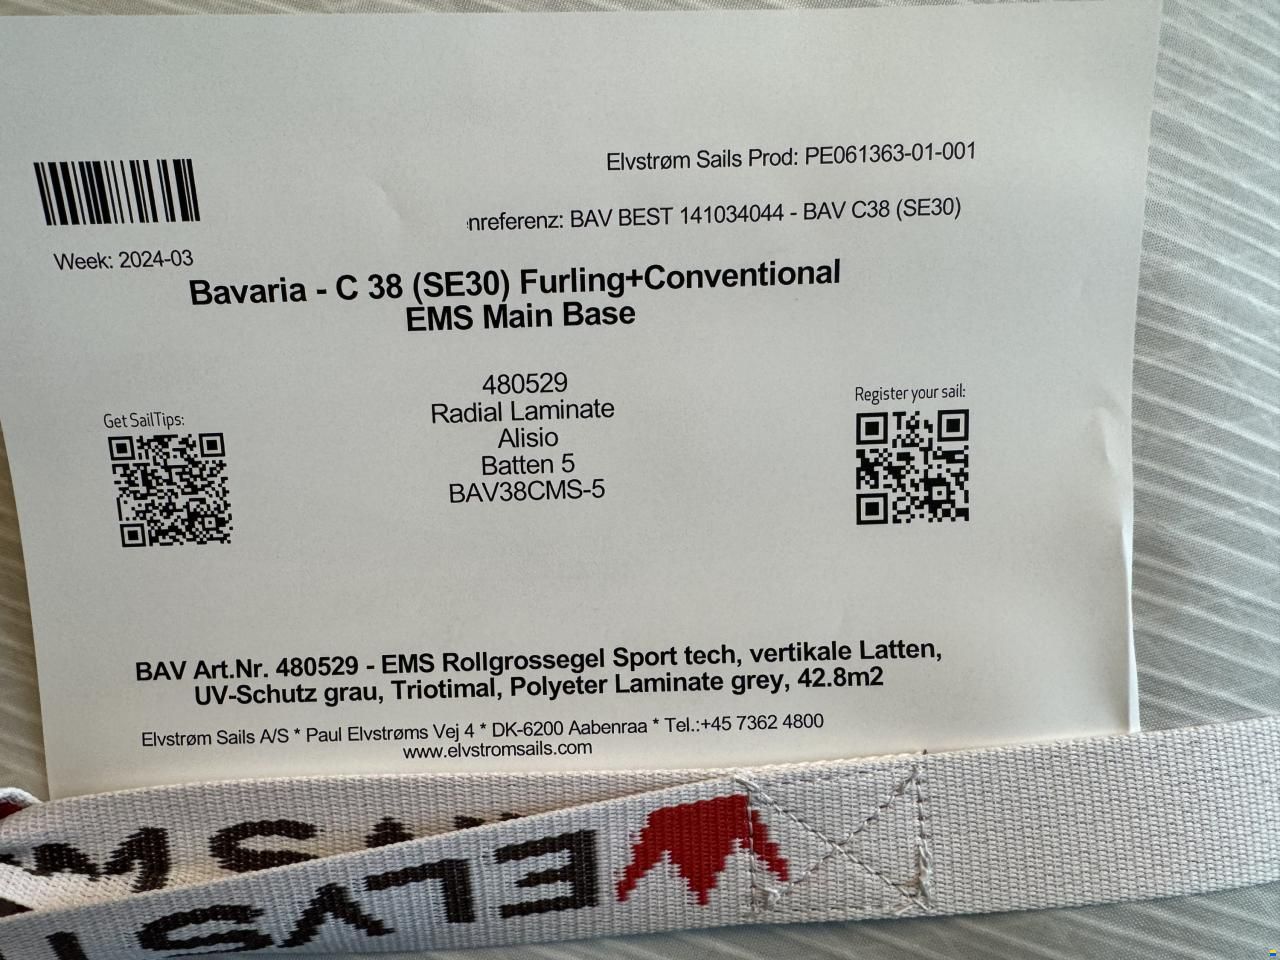 Elvstrøm Sails Prod: PE061363-01-001
nreferenz: BAV BEST 141034044 - BAV C38 (SE30)
Week: 2024-03
Bavaria - C 38 (SE30) Furling+Conventional
EMS Main Base
480529
Radial Laminate
Alisio
Batten 5
BAV38CMS-5
Get SailTips:
Register your sail:
BAV Art.Nr. 480529 - EMS Rollgrossegel Sport tech, vertikale Latten,
UV-Schutz grau, Triotimal, Polyeter Laminate grey, 42.8m2
Elvstrøm Sails A/S * Paul Elvstrøms Vej 4 * DK-6200 Aabenraa * Tel.:+45 7362 4800
www.elvstromsails.com